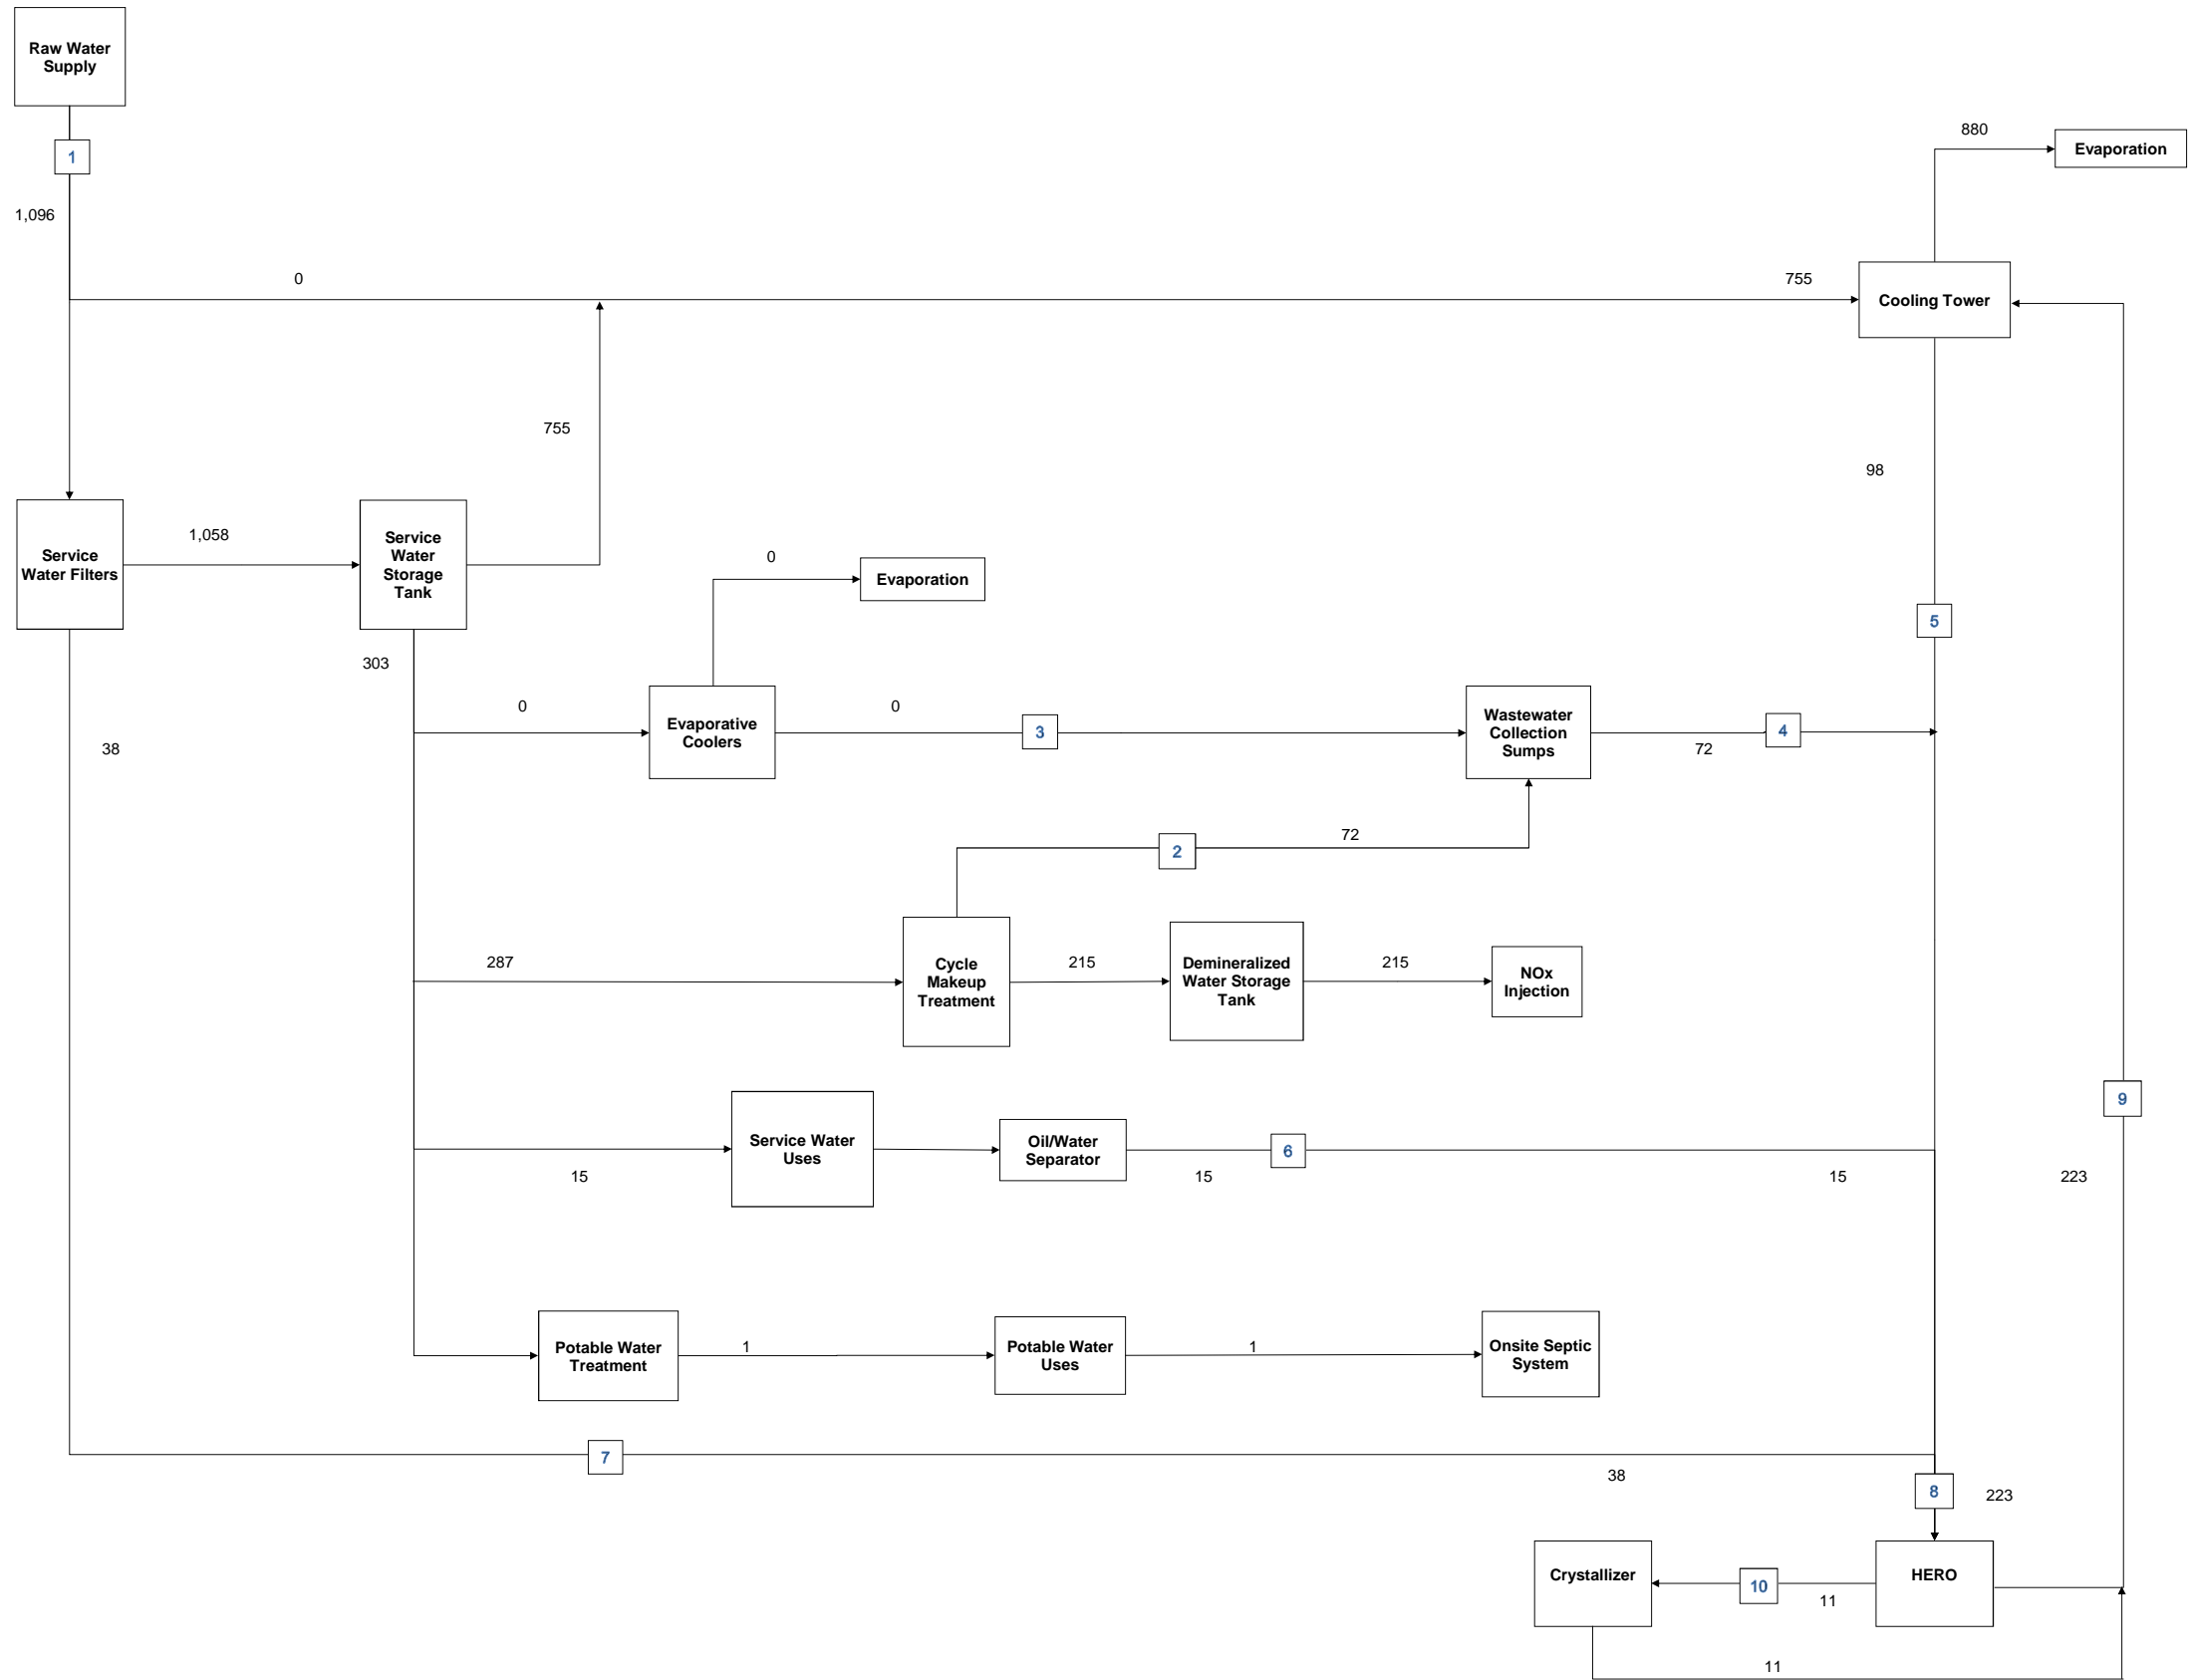 Raw Water
Supply
1
880
Evaporation
1,096
0
755
Cooling Tower
755
98
1,058
Service
Water Filters
Service
Water
Storage
Tank
0
Evaporation
5
303
0
Evaporative
Coolers
0
3
Wastewater
Collection
Sumps
72
4
38
2
72
287
Cycle
Makeup
Treatment
215
Demineralized
Water Storage
Tank
215
NOx
Injection
9
Service Water
Uses
Oil/Water
Separator
6
15
15
15
223
Potable Water
Treatment
1
Potable Water
Uses
1
Onsite Septic
System
7
38
8
223
Crystallizer
10
11
HERO
11